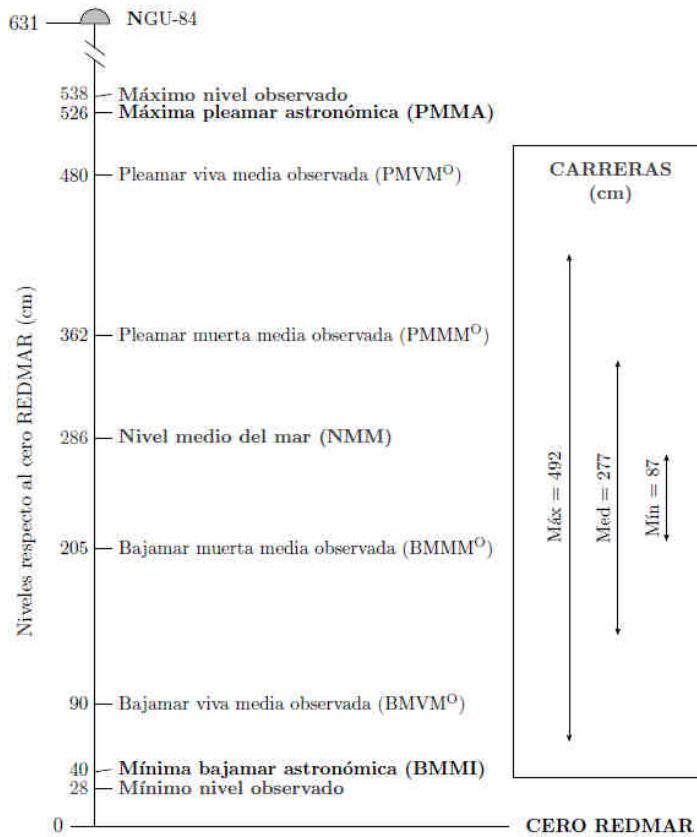 631 NGU-84
538 Máximo nivel observado
526 Máxima pleamar astronómica (PMMA)
480 Pleamar viva media observada (PMVMᴼ)
362 Pleamar muerta media observada (PMMMᴼ)
286 Nivel medio del mar (NMM)
205 Bajamar muerta media observada (BMMMᴼ)
90 Bajamar viva media observada (BMVMᴼ)
40 Mínima bajamar astronómica (BMMI)
28 Mínimo nivel observado
0 CERO REDMAR
Niveles respecto al cero REDMAR (cm)
CARRERAS
(cm)
Máx = 492
Med = 277
Mín = 87